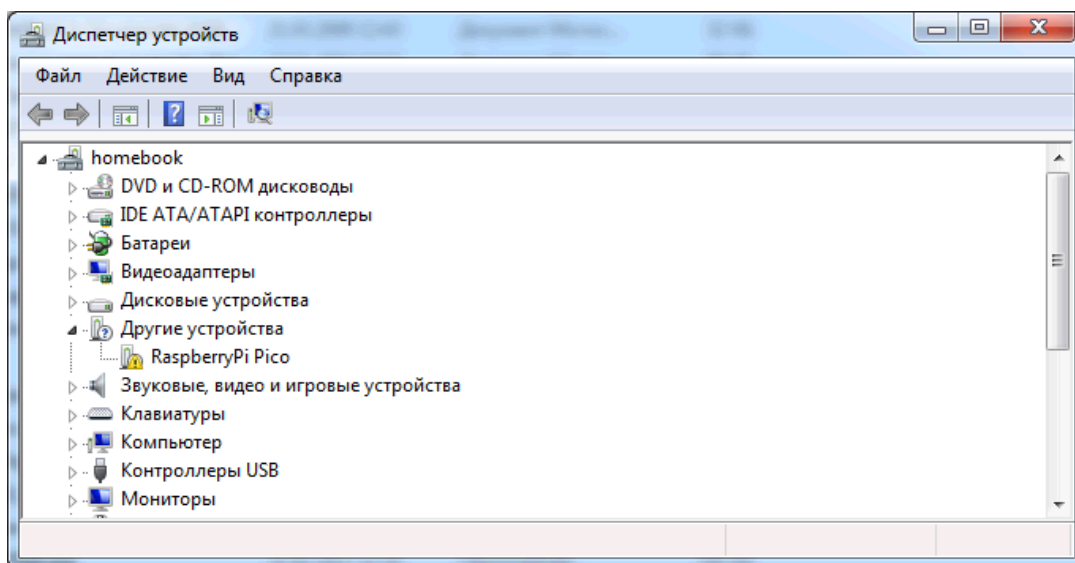 Диспетчер устройств
Файл Действие Вид Справка
homebook
DVD и CD-ROM дисководы
IDE ATA/ATAPI контроллеры
Батареи
Видеоадаптеры
Дисковые устройства
Другие устройства
RaspberryPi Pico
Звуковые, видео и игровые устройства
Клавиатуры
Компьютер
Контроллеры USB
Мониторы